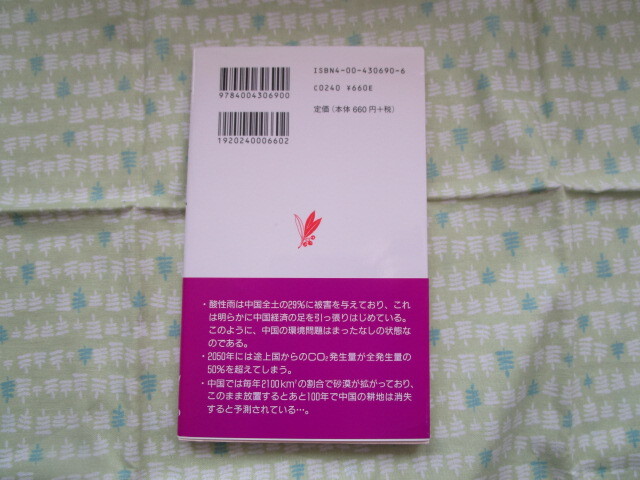 ISBN4-00-430690-6
9784004306900
C0240 ¥660E
定価(本体 660円+税)
1920240006602
・酸性雨は中国全土の29%に被害を与えており、これ
は明らかに中国経済の足を引っ張りはじめている。
このように、中国の環境問題はまったなしの状態な
のである。
・2050年には途上国からのCO₂発生量が全発生量の
50%を超えてしまう。
・中国では毎年2100km²の割合で砂漠が拡がっており、
このまま放置するとあと100年で中国の耕地は消失
すると予測されている…。